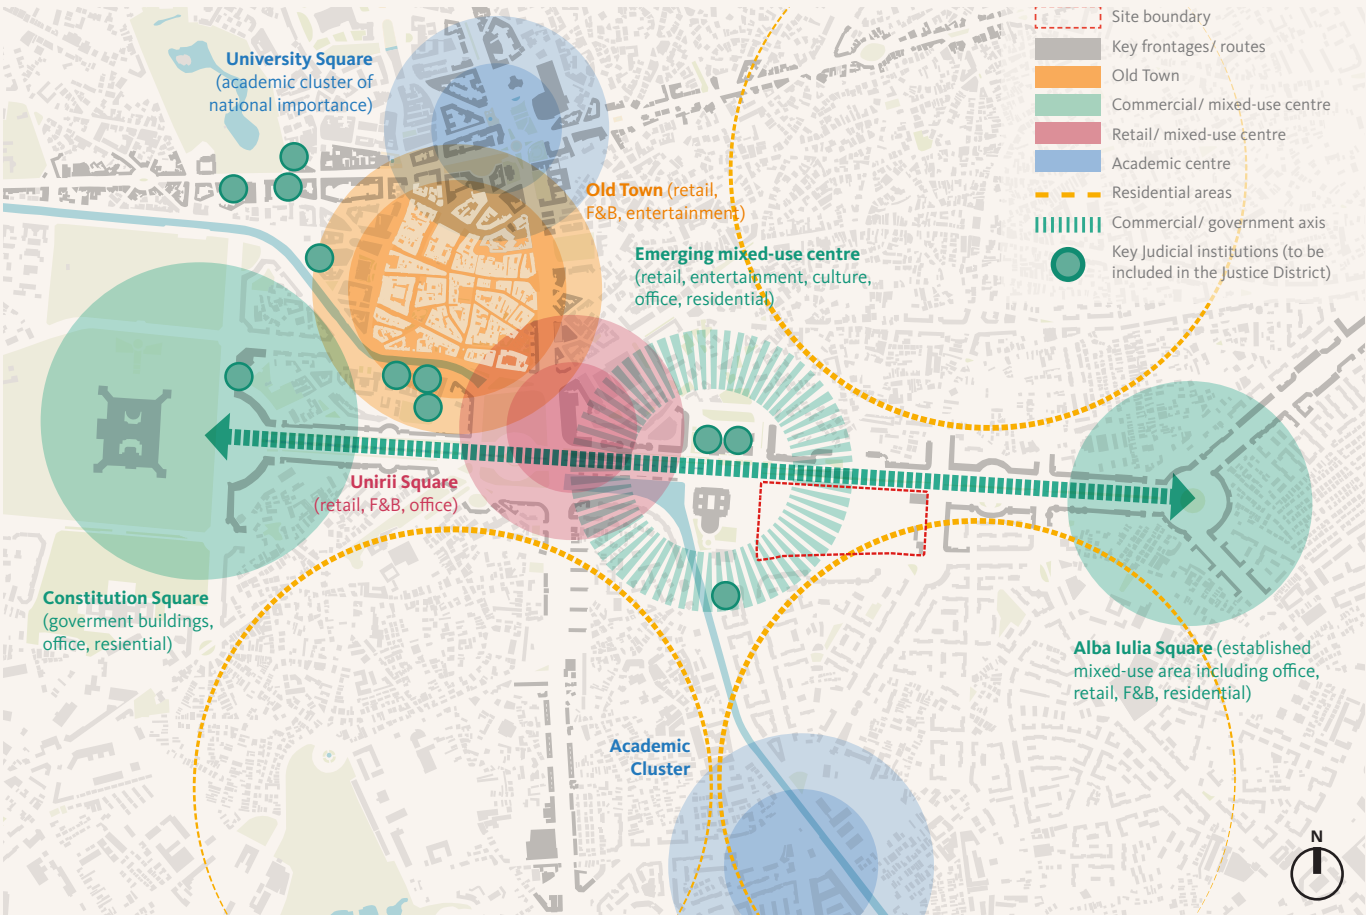 University Square
(academic cluster of
national importance)
Old Town (retail,
F&B, entertainment)
Emerging mixed-use centre
(retail, entertainment, culture,
office, residential)
Unirii Square
(retail, F&B, office)
Constitution Square
(goverment buildings,
office, resiential)
Alba Iulia Square (established
mixed-use area including office,
retail, F&B, residential)
Academic
Cluster
Site boundary
Key frontages/ routes
Old Town
Commercial/ mixed-use centre
Retail/ mixed-use centre
Academic centre
Residential areas
Commercial/ government axis
Key Judicial institutions (to be
included in the Justice District)
N